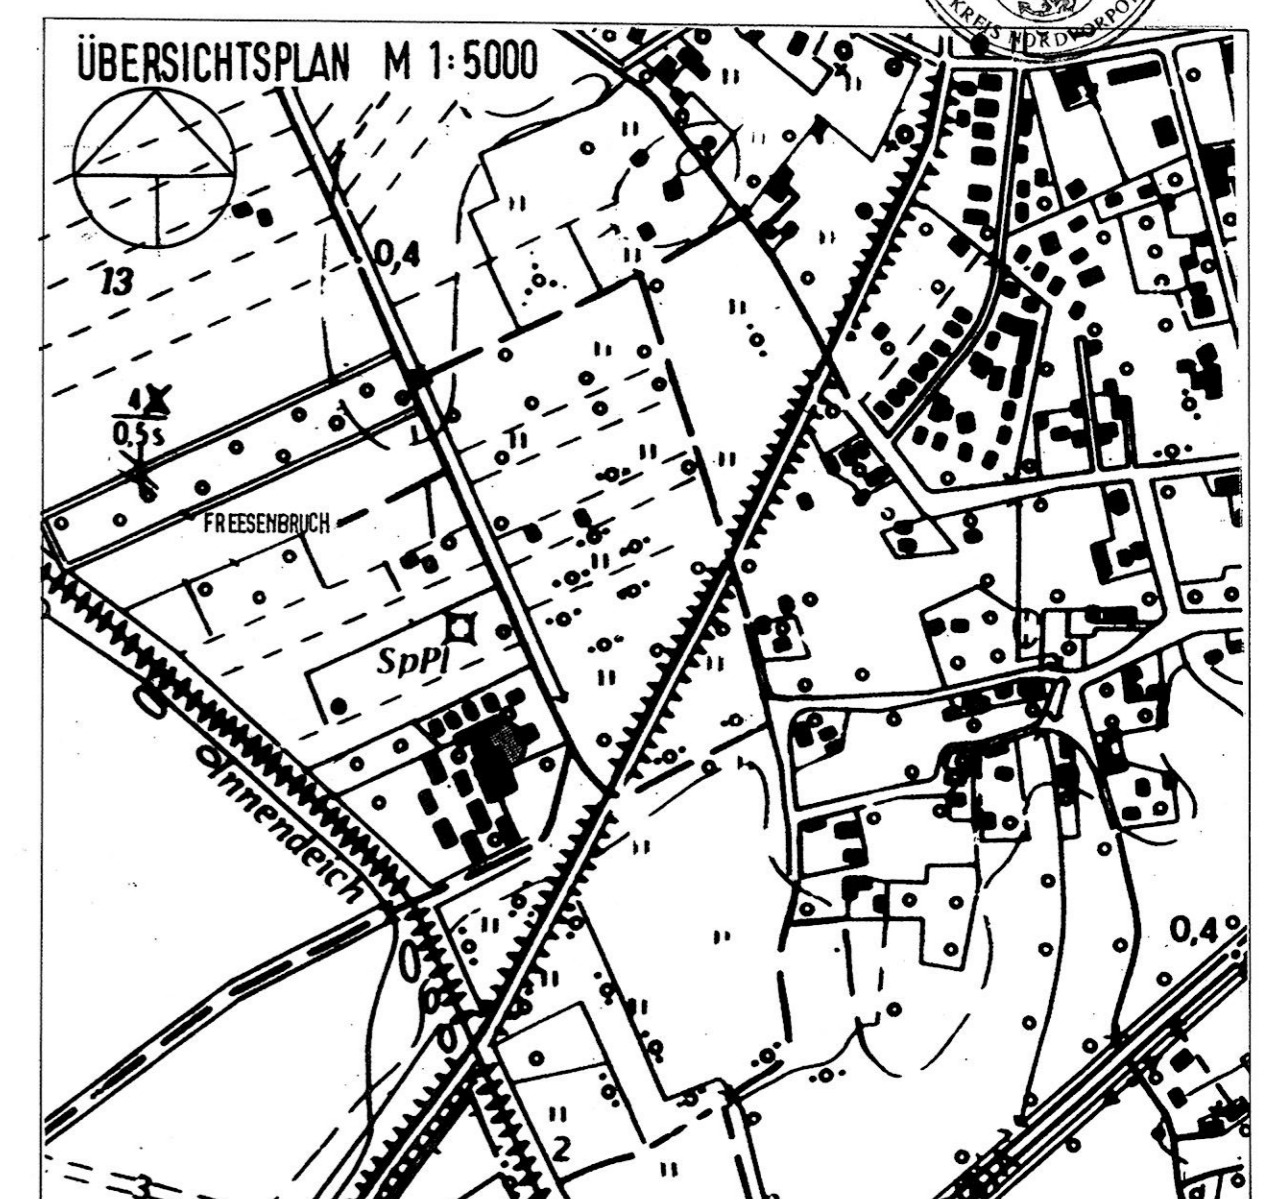 KREIS NORDVORPO
ÜBERSICHTSPLAN M 1:5000
0,4
13
4
0,5s
FREESENBRUCH
SpPl
Innendeich
0,4
2
3